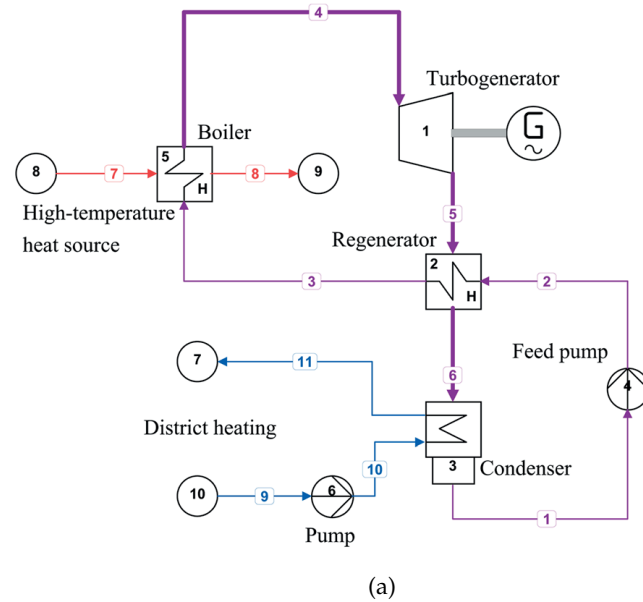 4
Turbogenerator
1
G
Boiler
5
H
8
7
8
9
High-temperature
heat source
5
Regenerator
2
H
3
2
7
11
6
Feed pump
4
District heating
10
3
Condenser
10
9
6
1
Pump
(a)